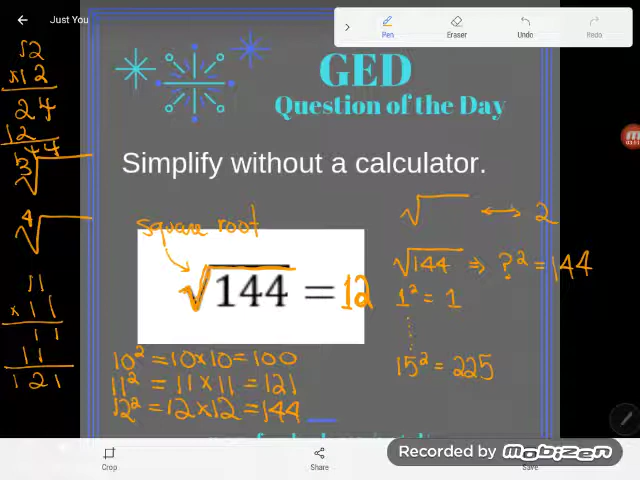 Just You
Pen
Eraser
Undo
Redo
GED
Question of the Day
Simplify without a calculator.
12
×12
24
12
144
3√
4√
11
×11
11
11
121
square root
√144 = 12
10² = 10×10 = 100
11² = 11×11 = 121
12² = 12×12 = 144
√ ↔ 2
√144 ⇒ ?² = 144
1² = 1
15² = 225
Crop
Share
Save
Recorded by mobizen